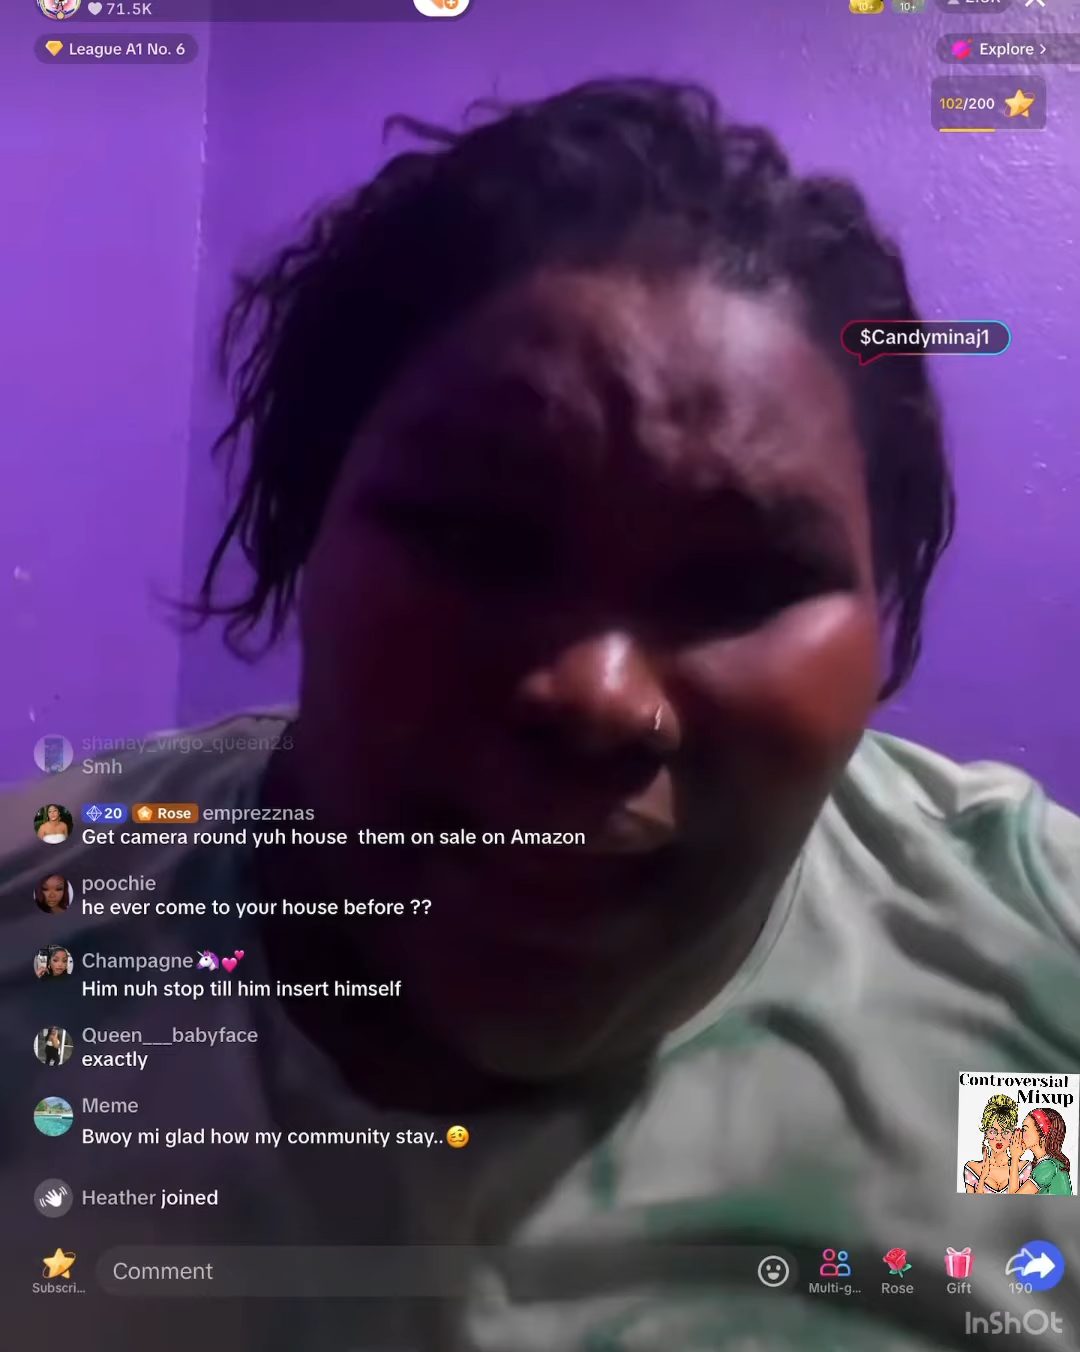 71.5K
10+
10+
League A1 No. 6
Explore >
102/200
$Candyminaj1
shanay_virgo_queen28
Smh
20 Rose emprezznas
Get camera round yuh house them on sale on Amazon
poochie
he ever come to your house before ??
Champagne🦄💕
Him nuh stop till him insert himself
Queen___babyface
exactly
Meme
Bwoy mi glad how my community stay..🥴
Heather joined
Controversial
Mixup
Comment
Subscri...
Multi-g...
Rose
Gift
190
InShOt